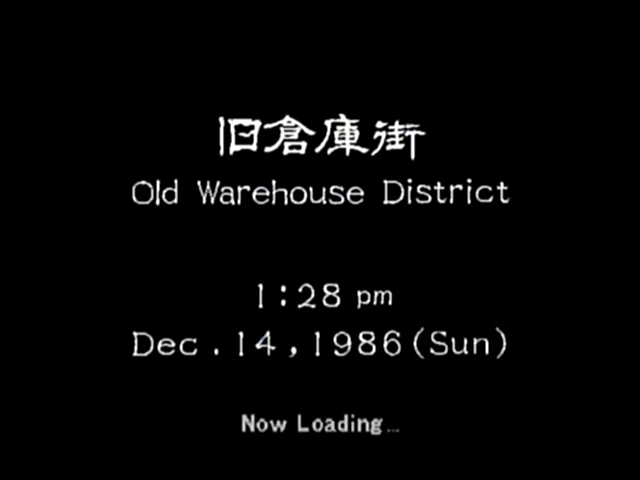 旧倉庫街
Old Warehouse District
1:28 pm
Dec.14,1986(Sun)
Now Loading...